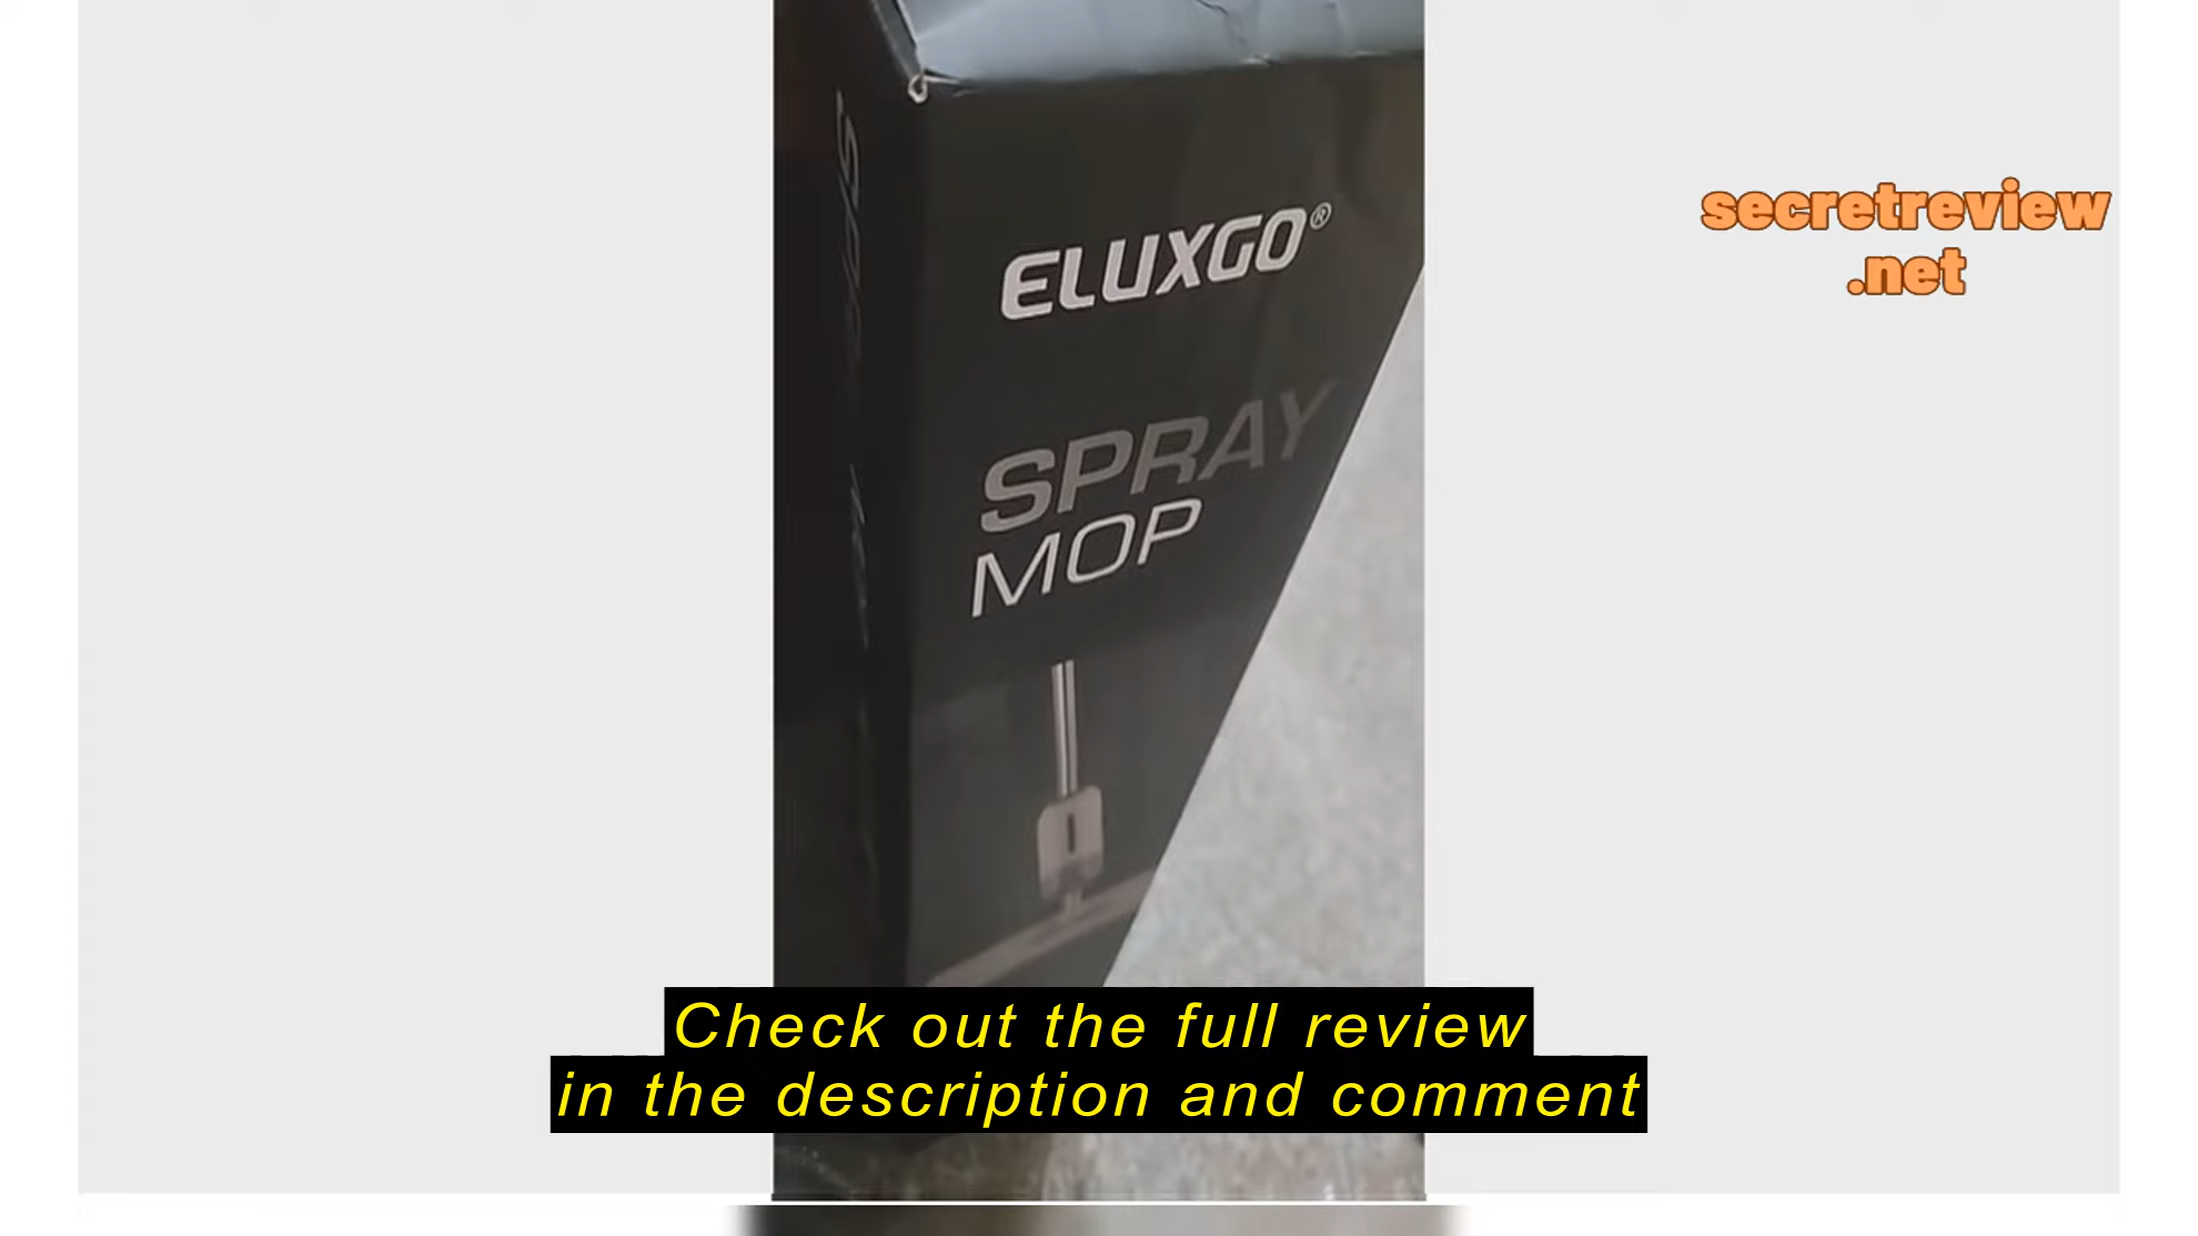 ELUXGO®
SPRAY
MOP
secretreview
.net
Check out the full review
in the description and comment